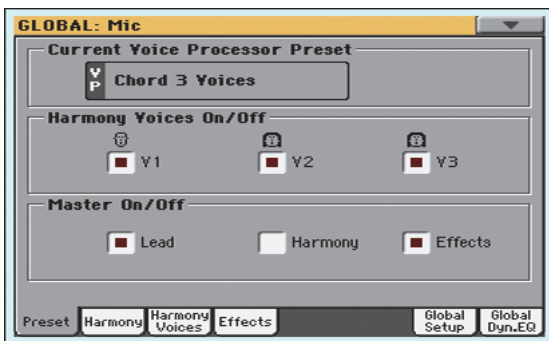 GLOBAL: Mic
Current Voice Processor Preset
VP Chord 3 Voices
Harmony Voices On/Off
V1 V2 V3
Master On/Off
Lead Harmony Effects
Preset Harmony Harmony Voices Effects Global Setup Global Dyn.EQ